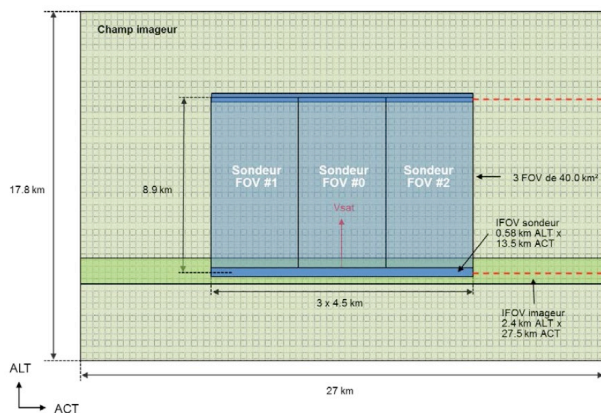 Champ imageur
Sondeur
FOV #1
Sondeur
FOV #0
Sondeur
FOV #2
17.8 km
8.9 km
3 FOV de 40.0 km²
Vsat
IFOV sondeur
0.58 km ALT x
13.5 km ACT
3 x 4.5 km
IFOV imageur
2.4 km ALT x
27.5 km ACT
ALT
27 km
ACT